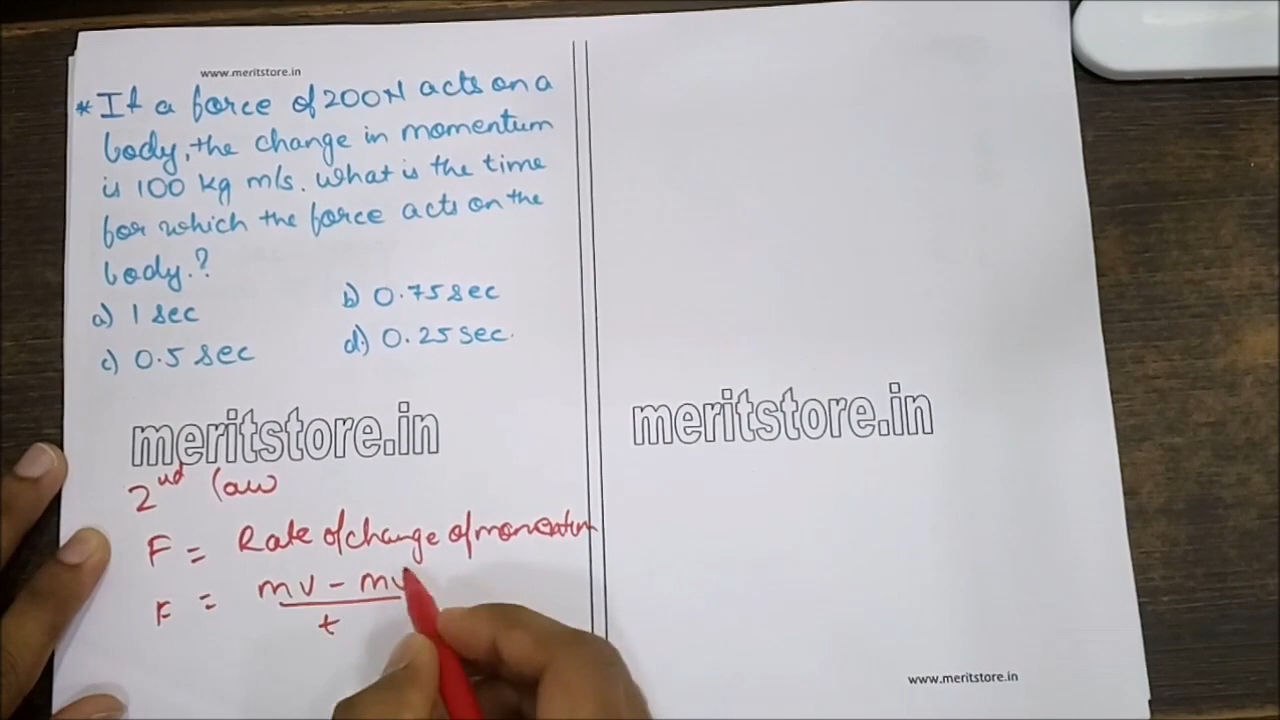 www.meritstore.in
* If a force of 200N acts on a
body, the change in momentum
is 100 kg m/s. What is the time
for which the force acts on the
body.?
a) 1 sec b) 0.75 sec
c) 0.5 sec d) 0.25 sec.
meritstore.in
2nd law
F = Rate of change of momentum
F = mv - mv
t
meritstore.in
www.meritstore.in